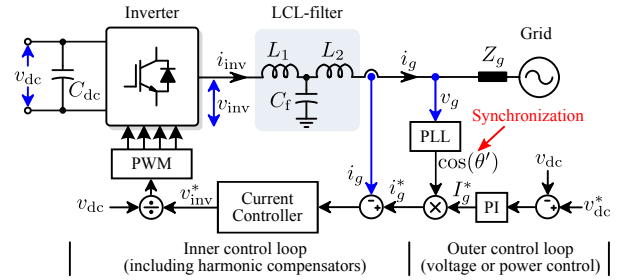 Inverter
LCL-filter
Grid
i_inv
L_1
L_2
i_g
Z_g
v_dc
C_dc
v_inv
C_f
v_g
Synchronization
PLL
PWM
cos(θ')
v_dc
i_g
i_g^*
I_g^*
PI
v_dc
÷
v_inv^*
Current
Controller
v_dc^*
Inner control loop
(including harmonic compensators)
Outer control loop
(voltage or power control)